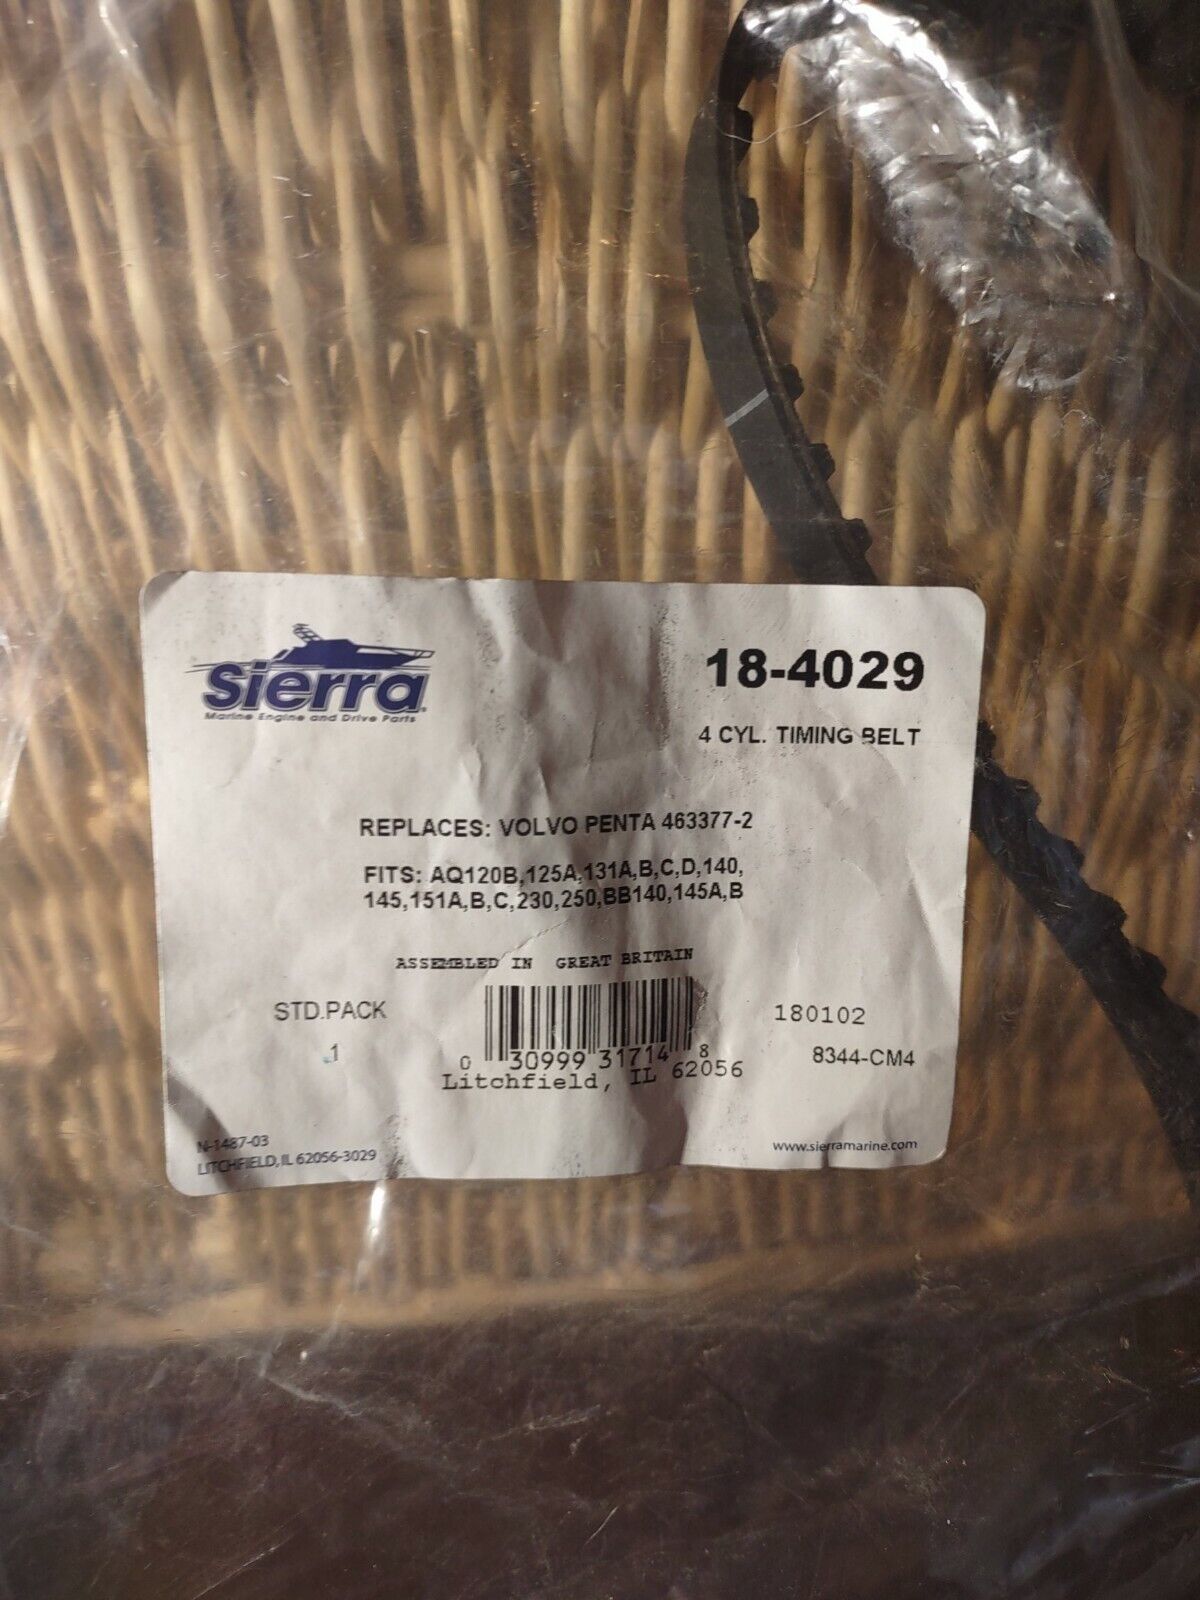 Sierra
Marine Engine and Drive Parts
18-4029
4 CYL. TIMING BELT
REPLACES: VOLVO PENTA 463377-2
FITS: AQ120B,125A,131A,B,C,D,140,
145,151A,B,C,230,250,BB140,145A,B
ASSEMBLED IN GREAT BRITAIN
STD.PACK
1
0 30999 31714 8
Litchfield, IL 62056
180102
8344-CM4
N-1487-03
LITCHFIELD, IL 62056-3029
www.sierramarine.com